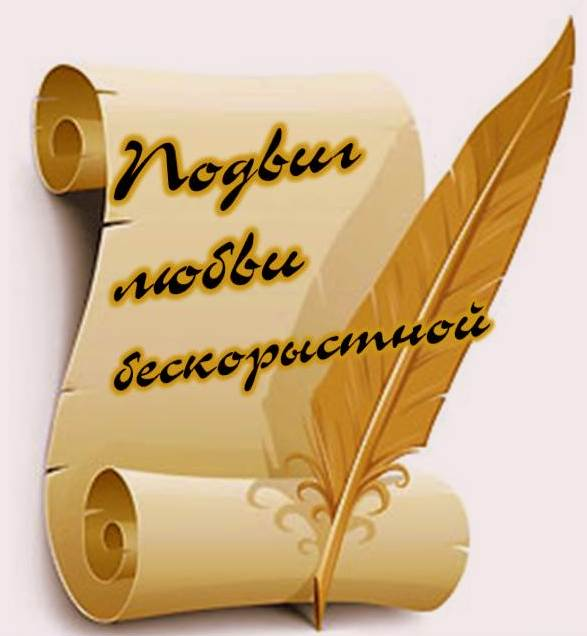 Подвиг
любви
бескорыстной